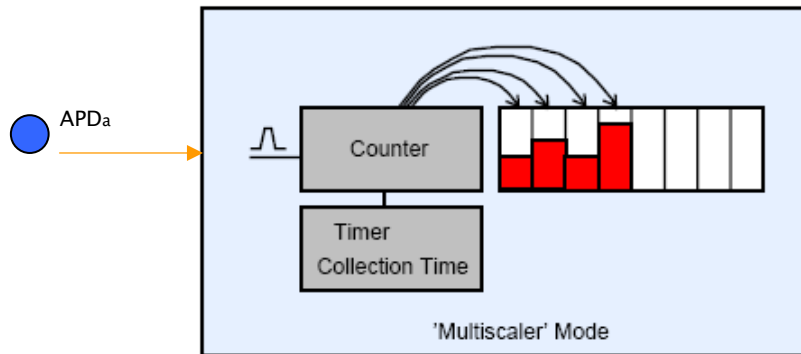 APDa
Counter
Timer
Collection Time
'Multiscaler' Mode